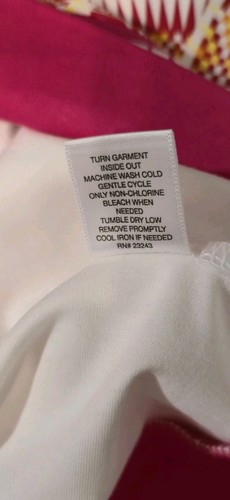 TURN GARMENT
INSIDE OUT
MACHINE WASH COLD
GENTLE CYCLE
ONLY NON-CHLORINE
BLEACH WHEN
NEEDED
TUMBLE DRY LOW
REMOVE PROMPTLY
COOL IRON IF NEEDED
RN# 23243